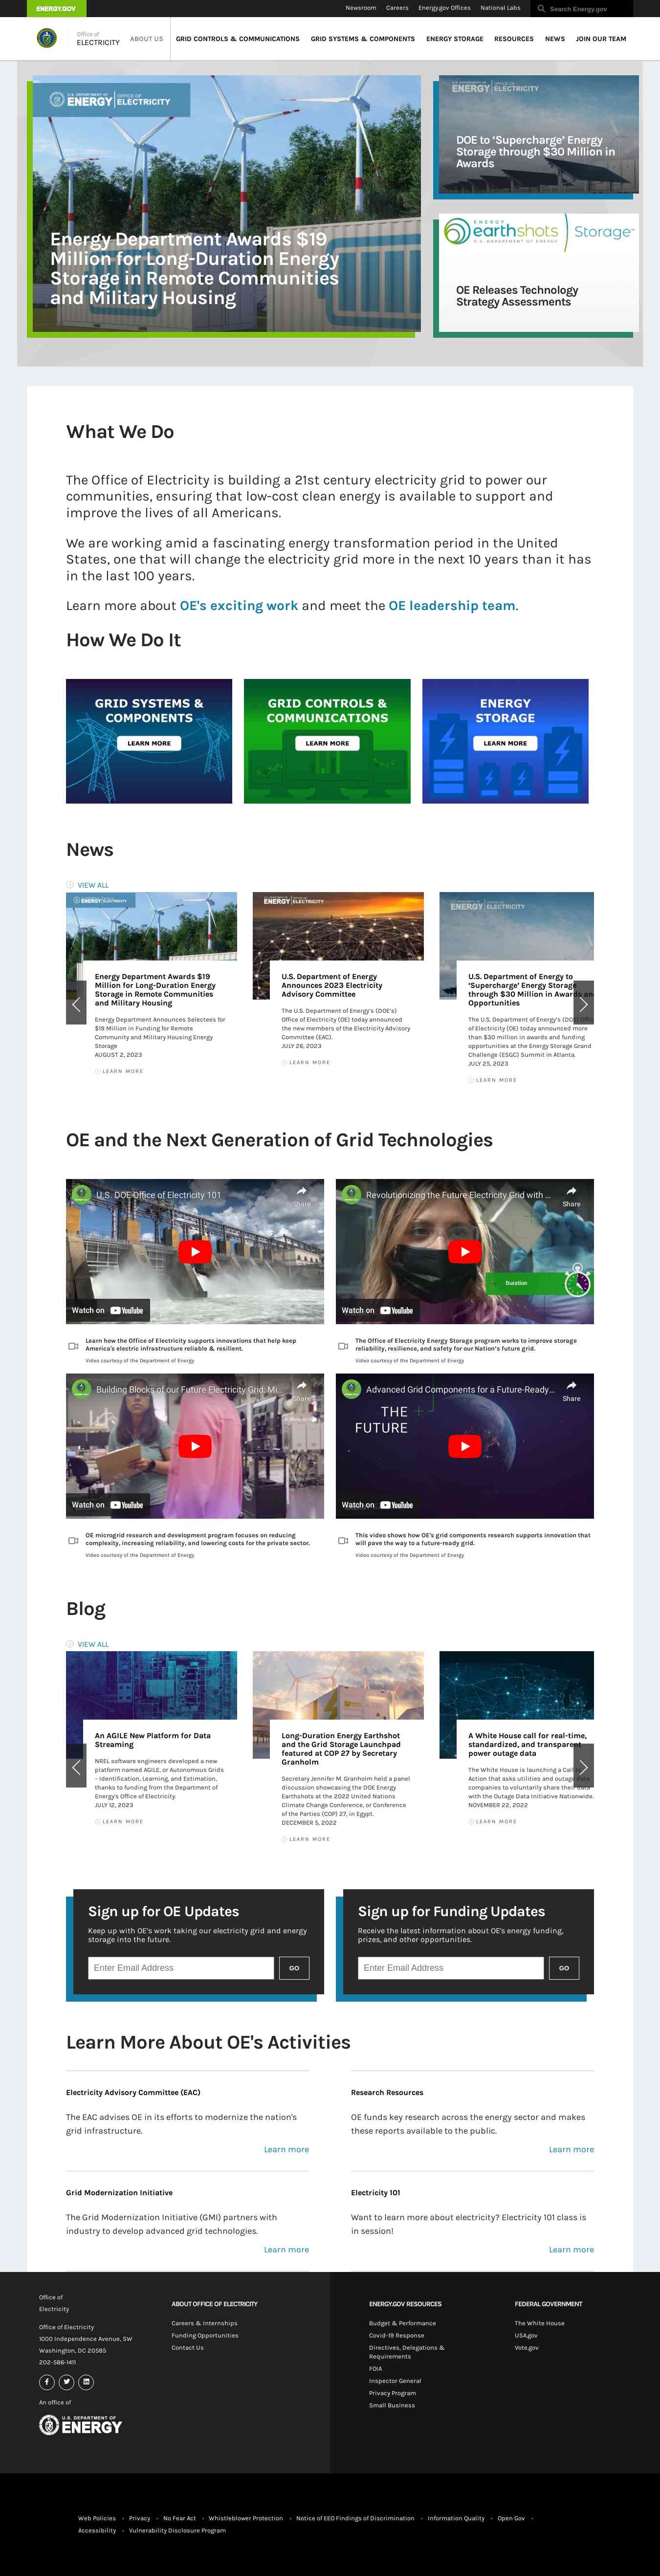 ENERGY.GOV
Newsroom Careers Energy.gov Offices National Labs Search Energy.gov
Office of
ELECTRICITY
ABOUT US GRID CONTROLS & COMMUNICATIONS GRID SYSTEMS & COMPONENTS ENERGY STORAGE RESOURCES NEWS JOIN OUR TEAM
U.S. DEPARTMENT OF ENERGY OFFICE OF ELECTRICITY
Energy Department Awards $19
Million for Long-Duration Energy
Storage in Remote Communities
and Military Housing
ENERGY OFFICE OF ELECTRICITY
DOE to ‘Supercharge’ Energy
Storage through $30 Million in
Awards
ENERGY
earthshots Storage
U.S. DEPARTMENT OF ENERGY
OE Releases Technology
Strategy Assessments
What We Do
The Office of Electricity is building a 21st century electricity grid to power our
communities, ensuring that low-cost clean energy is available to support and
improve the lives of all Americans.
We are working amid a fascinating energy transformation period in the United
States, one that will change the electricity grid more in the next 10 years than it has
in the last 100 years.
Learn more about OE's exciting work and meet the OE leadership team.
How We Do It
GRID SYSTEMS &
COMPONENTS
LEARN MORE
GRID CONTROLS &
COMMUNICATIONS
LEARN MORE
ENERGY
STORAGE
LEARN MORE
News
VIEW ALL
ENERGY ELECTRICITY
Energy Department Awards $19
Million for Long-Duration Energy
Storage in Remote Communities
and Military Housing
Energy Department Announces Selectees for
$19 Million in Funding for Remote
Community and Military Housing Energy
Storage
AUGUST 2, 2023
LEARN MORE
ENERGY OFFICE OF ELECTRICITY
U.S. Department of Energy
Announces 2023 Electricity
Advisory Committee
The U.S. Department of Energy’s (DOE’s)
Office of Electricity (OE) today announced
the new members of the Electricity Advisory
Committee (EAC).
JULY 26, 2023
LEARN MORE
ENERGY OFFICE OF ELECTRICITY
U.S. Department of Energy to
‘Supercharge’ Energy Storage
through $30 Million in Awards and
Opportunities
The U.S. Department of Energy’s (DOE) Office
of Electricity (OE) today announced more
than $30 million in awards and funding
opportunities at the Energy Storage Grand
Challenge (ESGC) Summit in Atlanta.
JULY 25, 2023
LEARN MORE
OE and the Next Generation of Grid Technologies
U.S. DOE Office of Electricity 101
Share
Watch on YouTube
Learn how the Office of Electricity supports innovations that help keep
America's electric infrastructure reliable & resilient.
Video courtesy of the Department of Energy
Revolutionizing the Future Electricity Grid with ...
Share
Duration
Watch on YouTube
The Office of Electricity Energy Storage program works to improve storage
reliability, resilience, and safety for our Nation’s future grid.
Video courtesy of the Department of Energy
Building Blocks of our Future Electricity Grid: Mi...
Share
Watch on YouTube
OE microgrid research and development program focuses on reducing
complexity, increasing reliability, and lowering costs for the private sector.
Video courtesy of the Department of Energy
Advanced Grid Components for a Future-Ready...
Share
THE
FUTURE
Watch on YouTube
This video shows how OE's grid components research supports innovation that
will pave the way to a future-ready grid.
Video courtesy of the Department of Energy
Blog
VIEW ALL
An AGILE New Platform for Data
Streaming
NREL software engineers developed a new
platform named AGILE, or Autonomous Grids
– Identification, Learning, and Estimation,
thanks to funding from the Department of
Energy's Office of Electricity.
JULY 12, 2023
LEARN MORE
Long-Duration Energy Earthshot
and the Grid Storage Launchpad
featured at COP 27 by Secretary
Granholm
Secretary Jennifer M. Granholm held a panel
discussion showcasing the DOE Energy
Earthshots at the 2022 United Nations
Climate Change Conference, or Conference
of the Parties (COP) 27, in Egypt.
DECEMBER 5, 2022
LEARN MORE
A White House call for real-time,
standardized, and transparent
power outage data
The White House is launching a Call to
Action that asks utilities and outage data
companies to voluntarily share their data
with the Outage Data Initiative Nationwide.
NOVEMBER 22, 2022
LEARN MORE
Sign up for OE Updates
Keep up with OE’s work taking our electricity grid and energy
storage into the future.
Enter Email Address GO
Sign up for Funding Updates
Receive the latest information about OE's energy funding,
prizes, and other opportunities.
Enter Email Address GO
Learn More About OE's Activities
Electricity Advisory Committee (EAC)
The EAC advises OE in its efforts to modernize the nation's
grid infrastructure.
Learn more
Research Resources
OE funds key research across the energy sector and makes
these reports available to the public.
Learn more
Grid Modernization Initiative
The Grid Modernization Initiative (GMI) partners with
industry to develop advanced grid technologies.
Learn more
Electricity 101
Want to learn more about electricity? Electricity 101 class is
in session!
Learn more
Office of
Electricity
Office of Electricity
1000 Independence Avenue, SW
Washington, DC 20585
202-586-1411
An office of
U.S. DEPARTMENT OF
ENERGY
ABOUT OFFICE OF ELECTRICITY
Careers & Internships
Funding Opportunities
Contact Us
ENERGY.GOV RESOURCES
Budget & Performance
Covid-19 Response
Directives, Delegations &
Requirements
FOIA
Inspector General
Privacy Program
Small Business
FEDERAL GOVERNMENT
The White House
USA.gov
Vote.gov
Web Policies • Privacy • No Fear Act • Whistleblower Protection • Notice of EEO Findings of Discrimination • Information Quality • Open Gov •
Accessibility • Vulnerability Disclosure Program